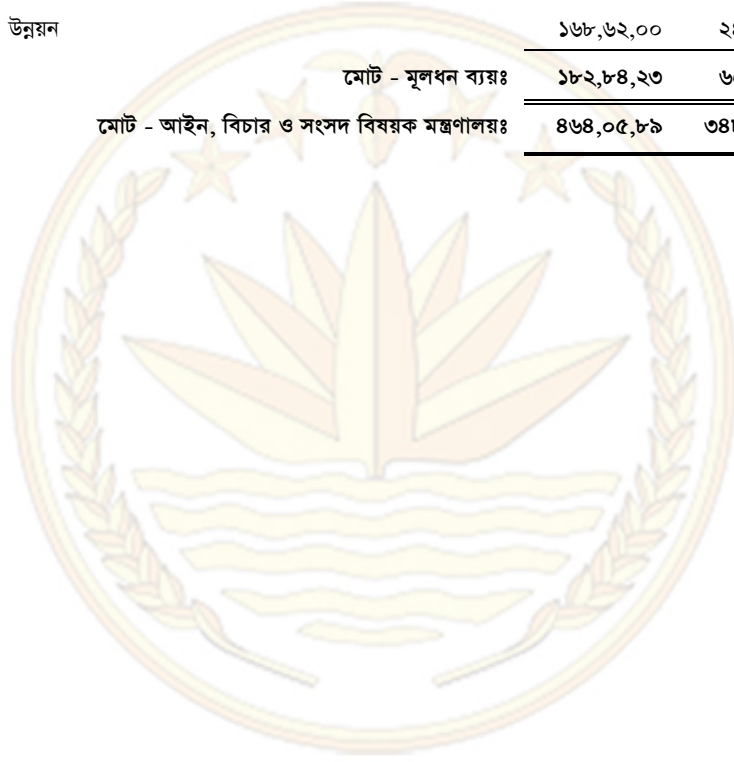 উন্নয়ন ১৬৮,৬২,০০
মোট - মূলধন ব্যয়ঃ ১৮২,৮৪,২৩
মোট - আইন, বিচার ও সংসদ বিষয়ক মন্ত্রণালয়ঃ ৪৬৪,০৫,৮৯